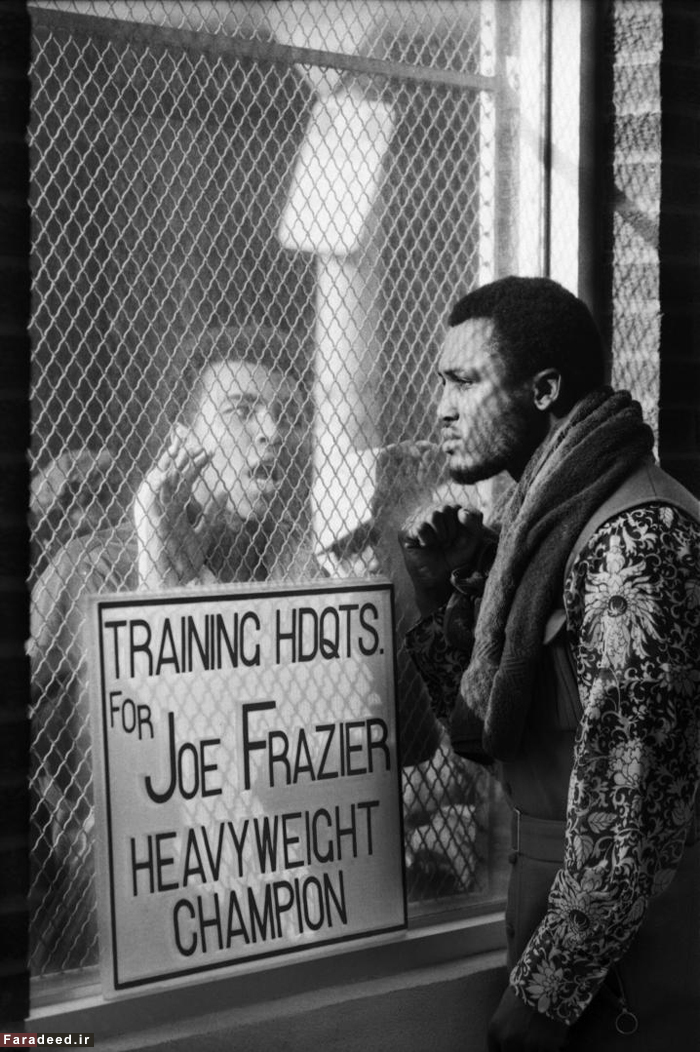 TRAINING HDQTS.
FOR JOE FRAZIER
HEAVYWEIGHT
CHAMPION
Faradeed.ir